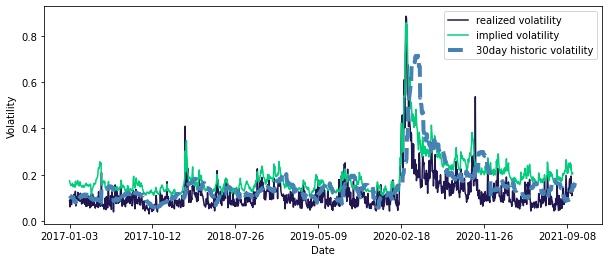 realized volatility
implied volatility
30day historic volatility
Volatility
0.8
0.6
0.4
0.2
0.0
2017-01-03 2017-10-12 2018-07-26 2019-05-09 2020-02-18 2020-11-26 2021-09-08
Date